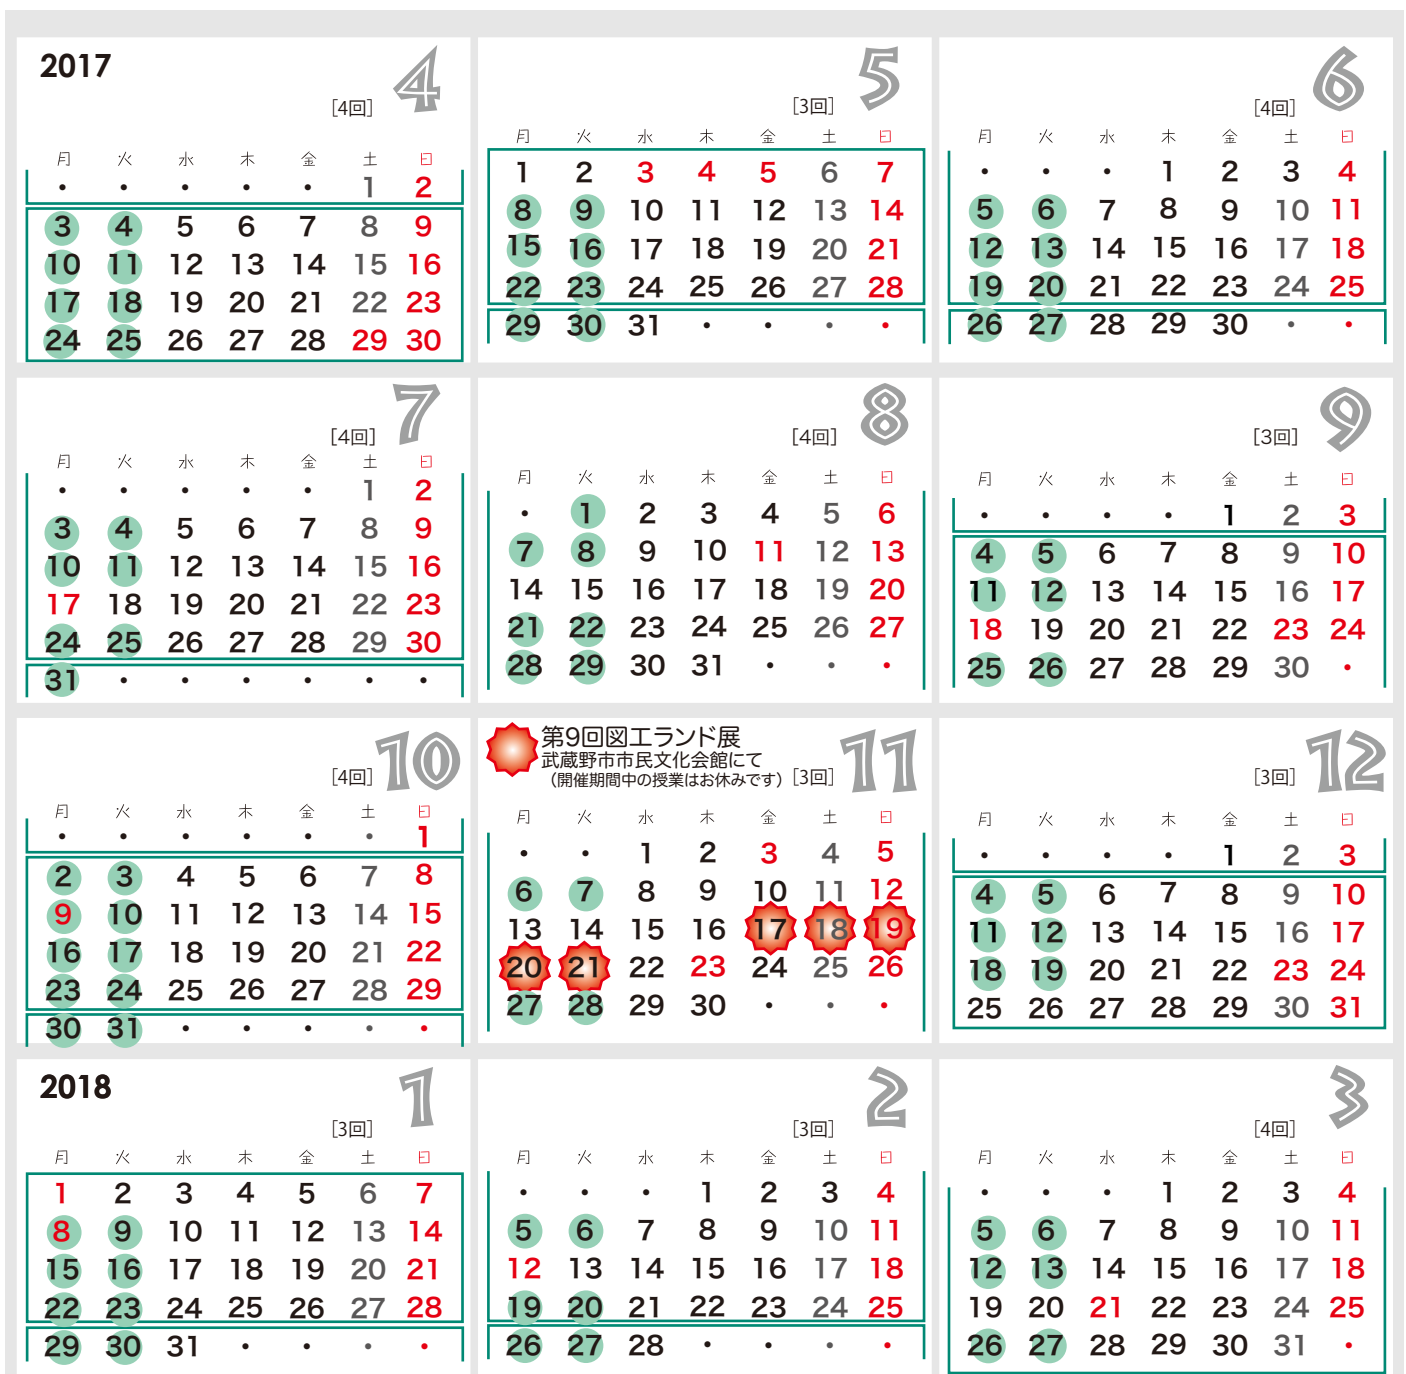 2017
4
[4回]
月 火 水 木 金 土 日
・ ・ ・ ・ ・ 1 2
3 4 5 6 7 8 9
10 11 12 13 14 15 16
17 18 19 20 21 22 23
24 25 26 27 28 29 30
5
[3回]
月 火 水 木 金 土 日
1 2 3 4 5 6 7
8 9 10 11 12 13 14
15 16 17 18 19 20 21
22 23 24 25 26 27 28
29 30 31 ・ ・ ・ ・
6
[4回]
月 火 水 木 金 土 日
・ ・ ・ 1 2 3 4
5 6 7 8 9 10 11
12 13 14 15 16 17 18
19 20 21 22 23 24 25
26 27 28 29 30 ・ ・
7
[4回]
月 火 水 木 金 土 日
・ ・ ・ ・ ・ 1 2
3 4 5 6 7 8 9
10 11 12 13 14 15 16
17 18 19 20 21 22 23
24 25 26 27 28 29 30
31 ・ ・ ・ ・ ・ ・
8
[4回]
月 火 水 木 金 土 日
・ 1 2 3 4 5 6
7 8 9 10 11 12 13
14 15 16 17 18 19 20
21 22 23 24 25 26 27
28 29 30 31 ・ ・ ・
9
[3回]
月 火 水 木 金 土 日
・ ・ ・ ・ 1 2 3
4 5 6 7 8 9 10
11 12 13 14 15 16 17
18 19 20 21 22 23 24
25 26 27 28 29 30 ・
10
[4回]
月 火 水 木 金 土 日
・ ・ ・ ・ ・ ・ 1
2 3 4 5 6 7 8
9 10 11 12 13 14 15
16 17 18 19 20 21 22
23 24 25 26 27 28 29
30 31 ・ ・ ・ ・ ・
第9回図工ランド展
武蔵野市市民文化会館にて
（開催期間中の授業はお休みです）
[3回]
11
月 火 水 木 金 土 日
・ ・ 1 2 3 4 5
6 7 8 9 10 11 12
13 14 15 16 17 18 19
20 21 22 23 24 25 26
27 28 29 30 ・ ・ ・
12
[3回]
月 火 水 木 金 土 日
・ ・ ・ ・ 1 2 3
4 5 6 7 8 9 10
11 12 13 14 15 16 17
18 19 20 21 22 23 24
25 26 27 28 29 30 31
2018
1
[3回]
月 火 水 木 金 土 日
1 2 3 4 5 6 7
8 9 10 11 12 13 14
15 16 17 18 19 20 21
22 23 24 25 26 27 28
29 30 31 ・ ・ ・ ・
2
[3回]
月 火 水 木 金 土 日
・ ・ ・ 1 2 3 4
5 6 7 8 9 10 11
12 13 14 15 16 17 18
19 20 21 22 23 24 25
26 27 28 ・ ・ ・ ・
3
[4回]
月 火 水 木 金 土 日
・ ・ ・ 1 2 3 4
5 6 7 8 9 10 11
12 13 14 15 16 17 18
19 20 21 22 23 24 25
26 27 28 29 30 31 ・